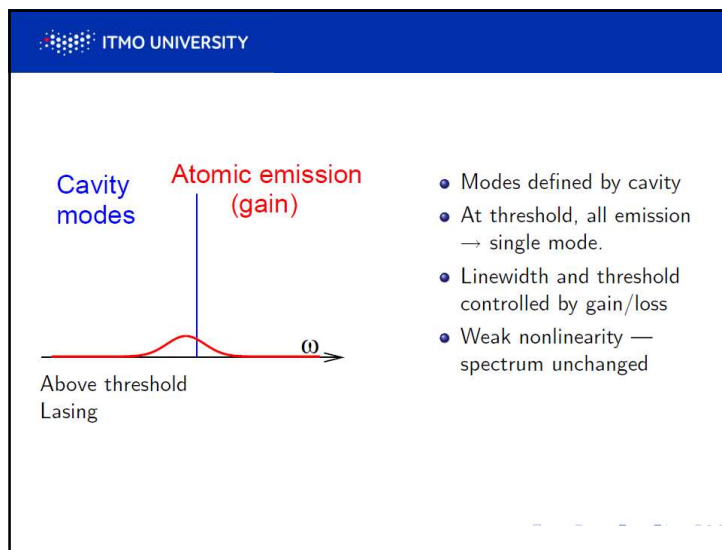 ITMO UNIVERSITY
Cavity
modes
Atomic emission
(gain)
ω
Above threshold
Lasing
Modes defined by cavity
At threshold, all emission
→ single mode.
Linewidth and threshold
controlled by gain/loss
Weak nonlinearity —
spectrum unchanged